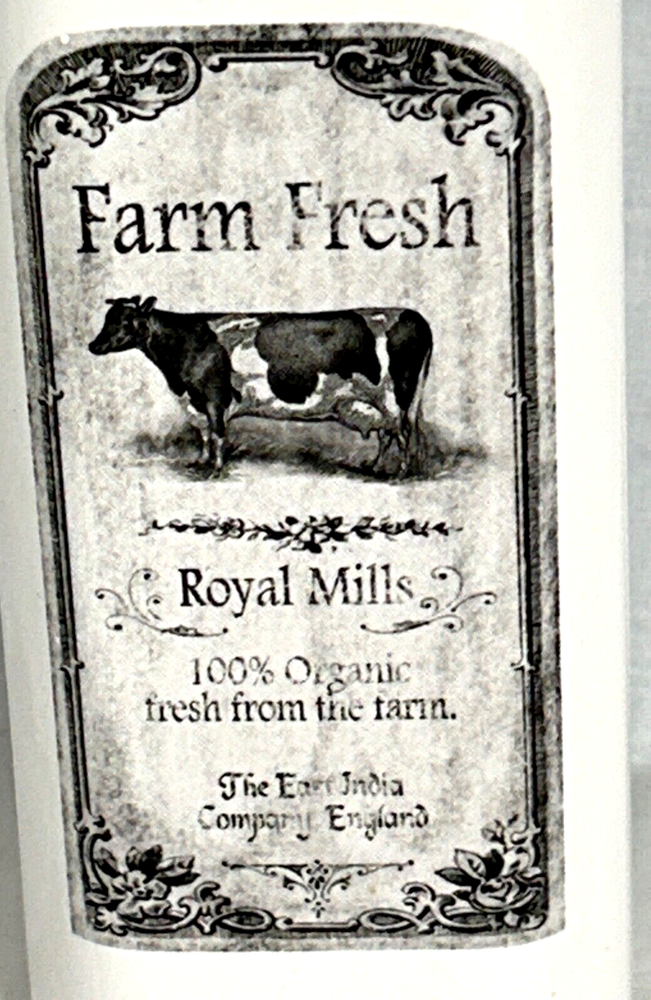 Farm Fresh
Royal Mills
100% Organic
fresh from the farm.
The East India
Company England